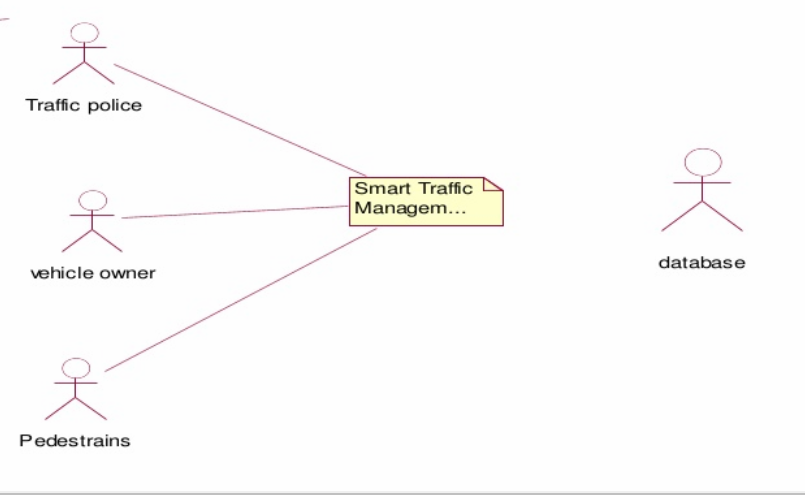 Traffic police
Smart Traffic
Managem...
vehicle owner
database
Pedestrains